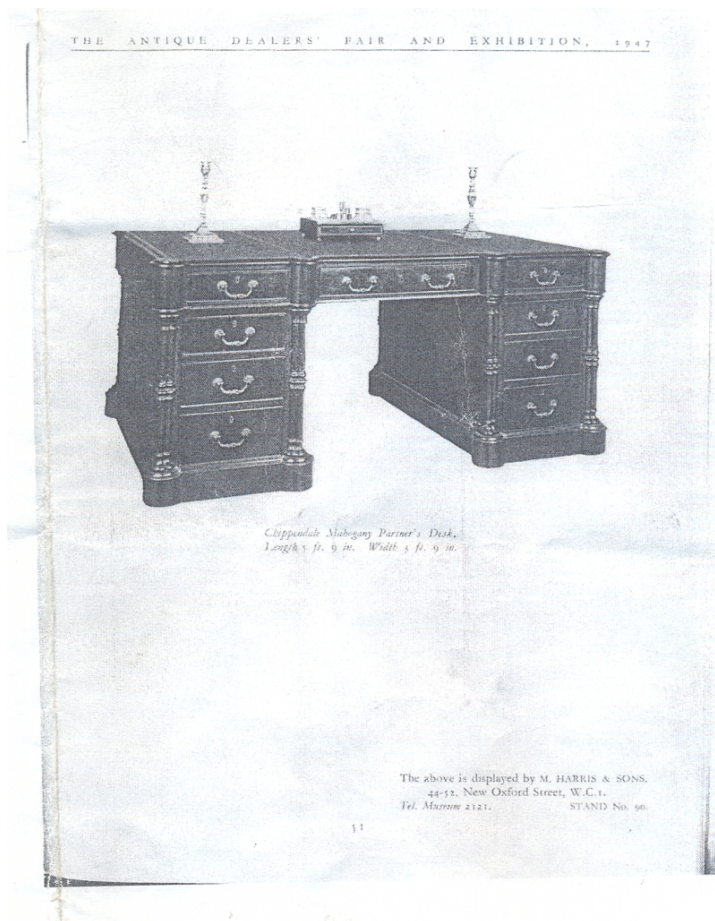 THE ANTIQUE DEALERS' FAIR AND EXHIBITION, 1947
Chippendale Mahogany Partner's Desk.
Length 5 ft. 9 in. Width 3 ft. 9 in.
The above is displayed by M. HARRIS & SONS,
44-52, New Oxford Street, W.C.1.
Tel. Museum 2121. STAND No. 90.
51